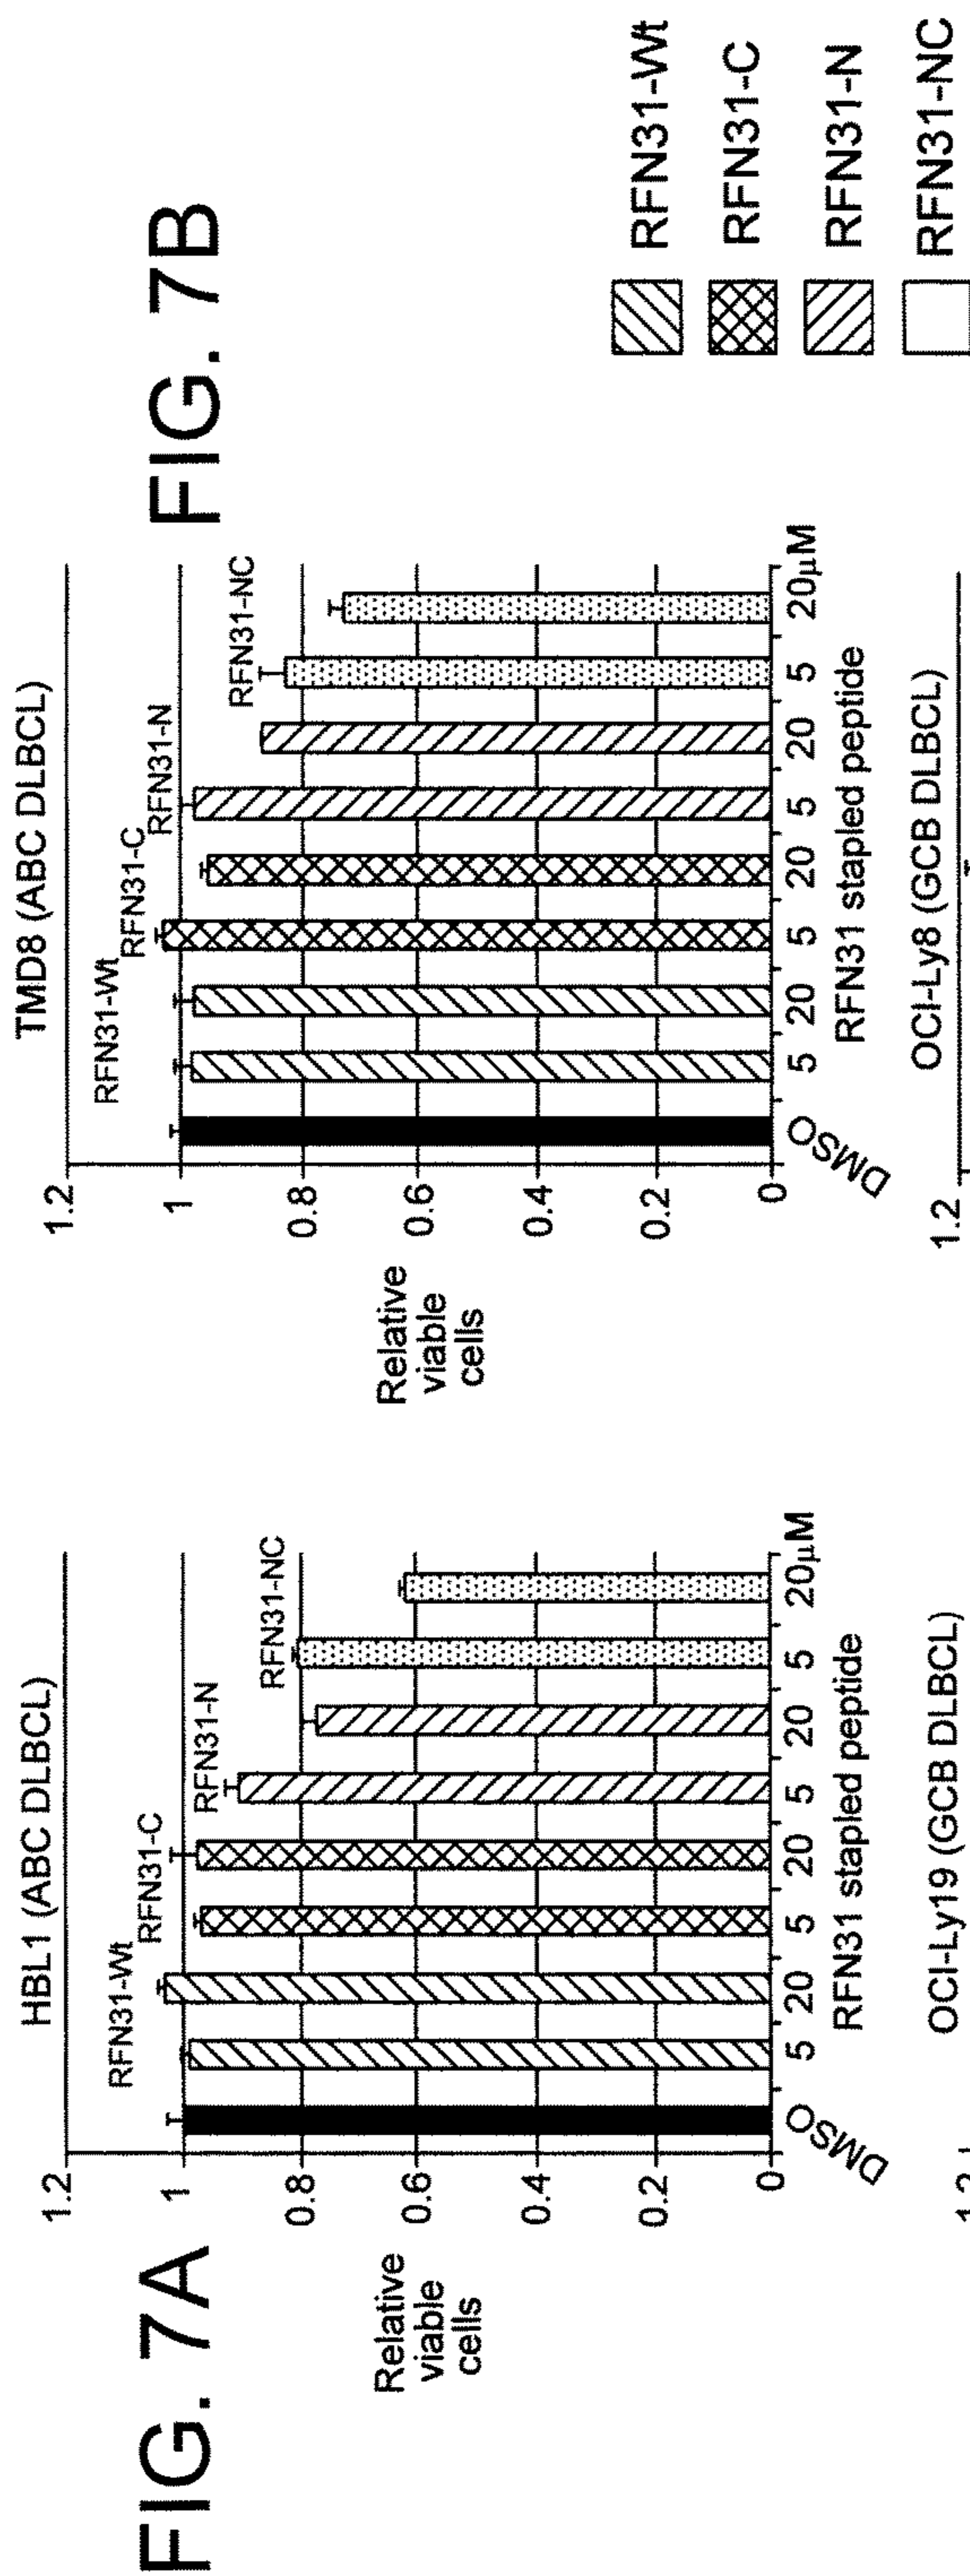 FIG. 7A
HBL1 (ABC DLBCL)
Relative
viable
cells
1.2
1
0.8
0.6
0.4
0.2
0
RFN31-Wt
RFN31-C
RFN31-N
RFN31-NC
DMSO 5 20 5 20 5 20 5 20µM
RFN31 stapled peptide
FIG. 7B
TMD8 (ABC DLBCL)
Relative
viable
cells
1.2
1
0.8
0.6
0.4
0.2
0
RFN31-Wt
RFN31-C
RFN31-N
RFN31-NC
DMSO 5 20 5 20 5 20 5 20µM
RFN31 stapled peptide
RFN31-Wt
RFN31-C
RFN31-N
RFN31-NC
OCI-Ly19 (GCB DLBCL)
OCI-Ly8 (GCB DLBCL)
1.2